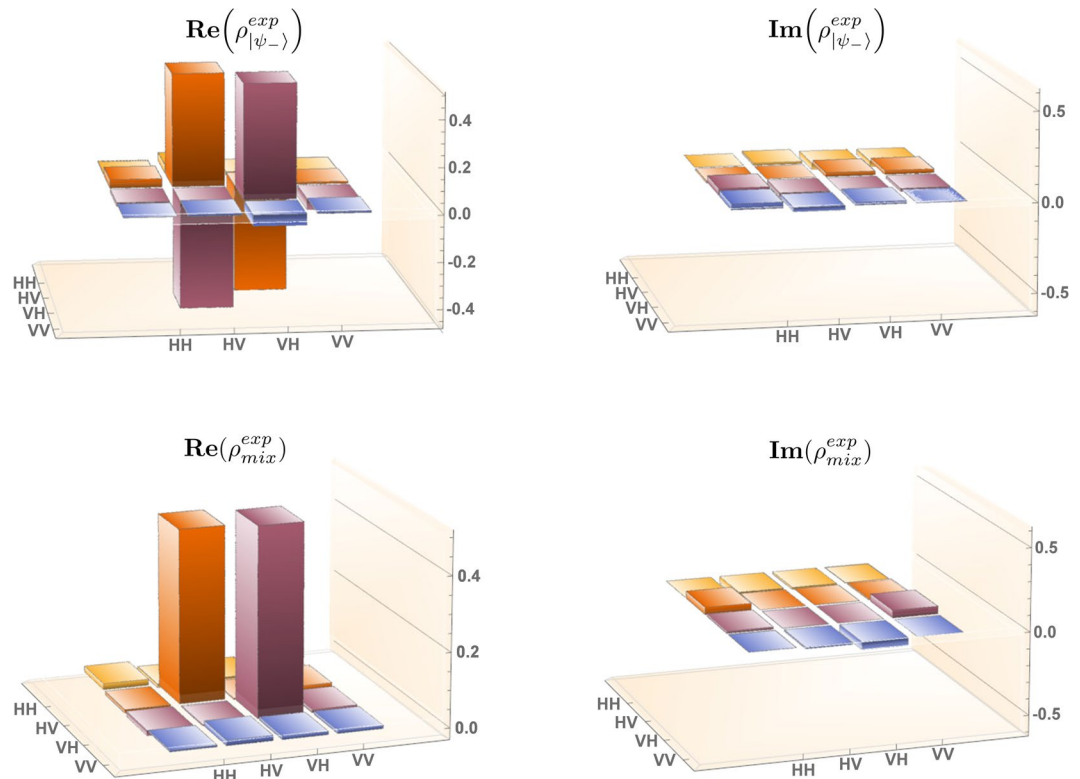 Re(ρ^{exp}_{|ψ_-⟩})
0.4
0.2
0.0
-0.2
-0.4
HH
HV
VH
VV
HH HV VH VV
Im(ρ^{exp}_{|ψ_-⟩})
0.5
0.0
-0.5
HH
HV
VH
VV
HH HV VH VV
Re(ρ^{exp}_{mix})
0.4
0.2
0.0
HH
HV
VH
VV
HH HV VH VV
Im(ρ^{exp}_{mix})
0.5
0.0
-0.5
HH
HV
VH
VV
HH HV VH VV